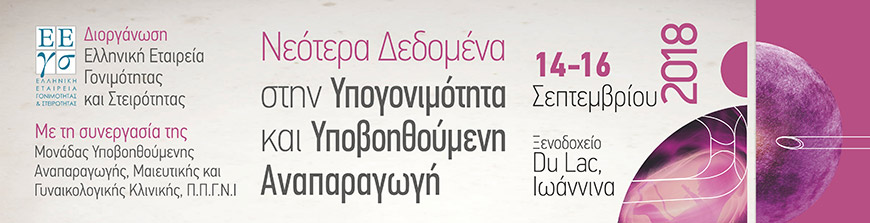 ΕΕ
γσ
ΕΛΛΗΝΙΚΗ
ΕΤΑΙΡΕΙΑ
ΓΟΝΙΜΟΤΗΤΑΣ
& ΣΤΕΙΡΟΤΗΤΑΣ
Διοργάνωση
Ελληνική Εταιρεία
Γονιμότητας
και Στειρότητας
Με τη συνεργασία της
Μονάδας Υποβοηθούμενης
Αναπαραγωγής, Μαιευτικής και
Γυναικολογικής Κλινικής, Π.Π.Γ.Ν.Ι
Νεότερα Δεδομένα
στην Υπογονιμότητα
και Υποβοηθούμενη
Αναπαραγωγή
14-16
Σεπτεμβρίου
2018
Ξενοδοχείο
Du Lac,
Ιωάννινα